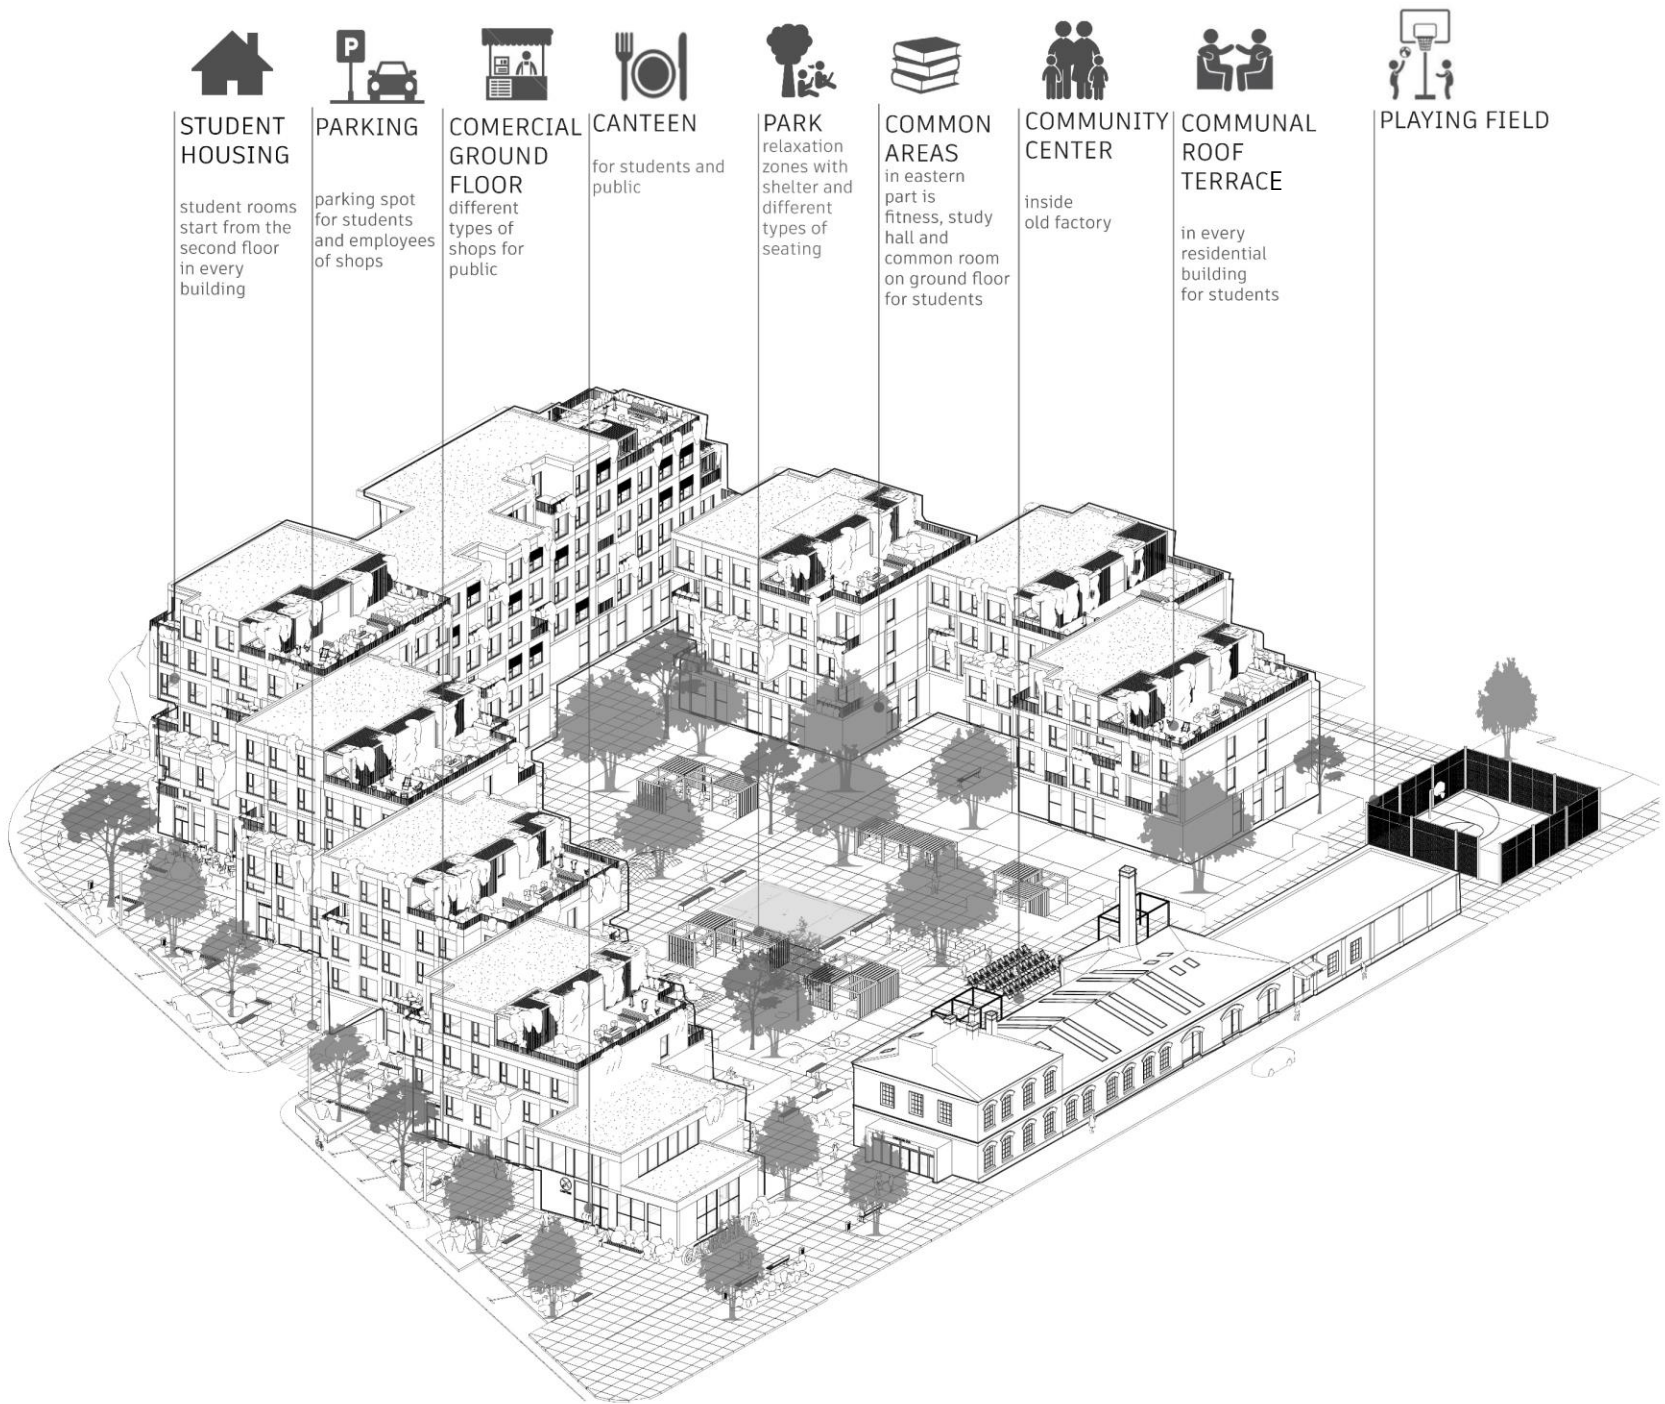 P
STUDENT
HOUSING
student rooms
start from the
second floor
in every
building
PARKING
parking spot
for students
and employees
of shops
COMERCIAL
GROUND
FLOOR
different
types of
shops for
public
CANTEEN
for students and
public
PARK
relaxation
zones with
shelter and
different
types of
seating
COMMON
AREAS
in eastern
part is
fitness, study
hall and
common room
on ground floor
for students
COMMUNITY
CENTER
inside
old factory
COMMUNAL
ROOF
TERRACE
in every
residential
building
for students
PLAYING FIELD